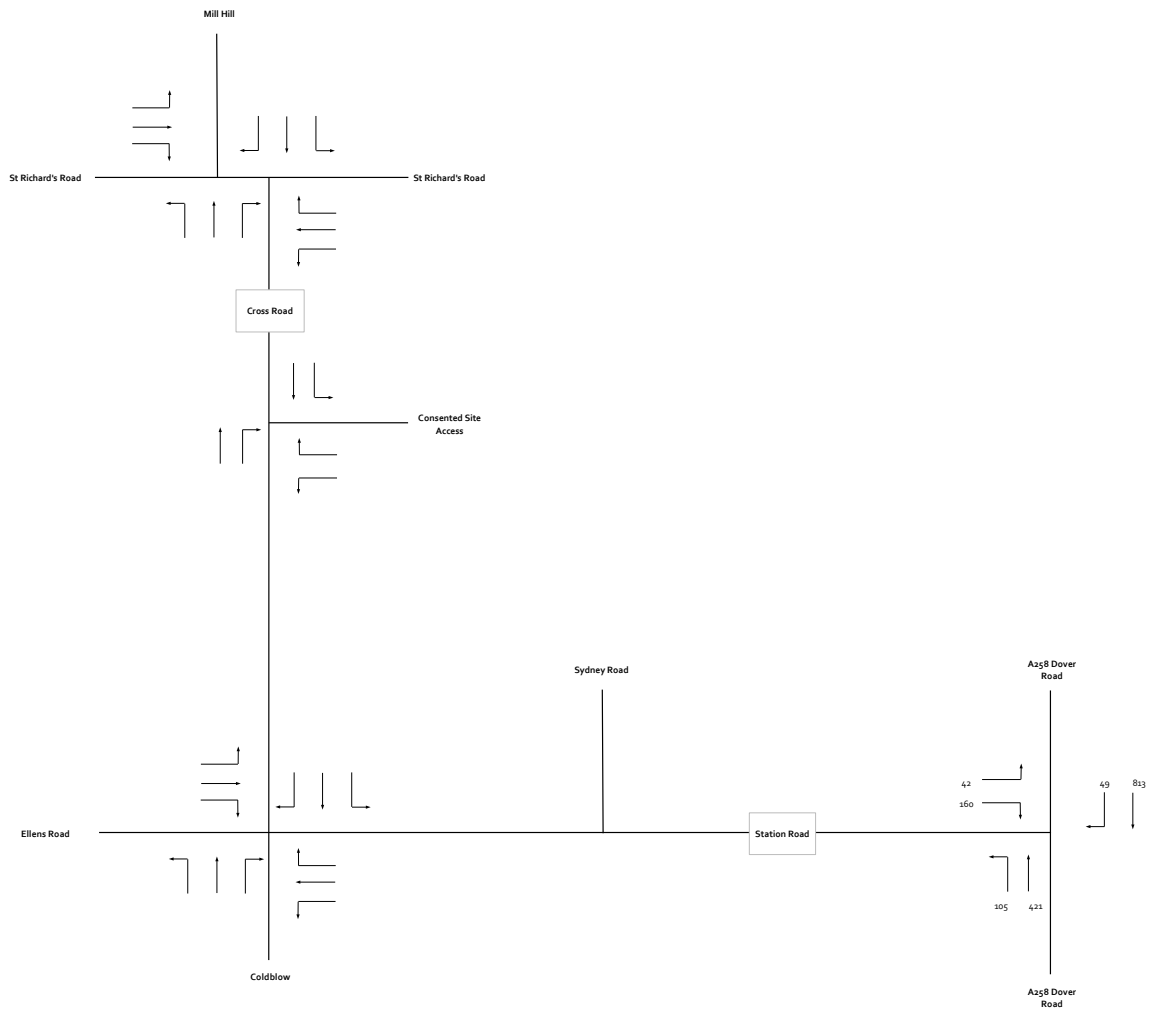 Mill Hill
St Richard's Road
St Richard's Road
Cross Road
Consented Site
Access
Sydney Road
A258 Dover
Road
42
160
49
813
Ellens Road
Station Road
105
421
Coldblow
A258 Dover
Road